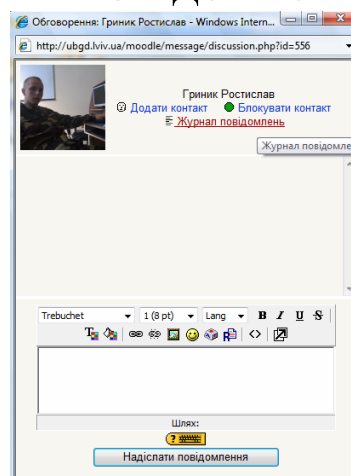 Обговорення: Гриник Ростислав - Windows Intern...
http://ubgd.lviv.ua/moodle/message/discussion.php?id=556
Гриник Ростислав
Додати контакт Блокувати контакт
Журнал повідомлень
Журнал повідомле
Trebuchet 1 (8 pt) Lang B I U S
Шлях:
?
Надіслати повідомлення